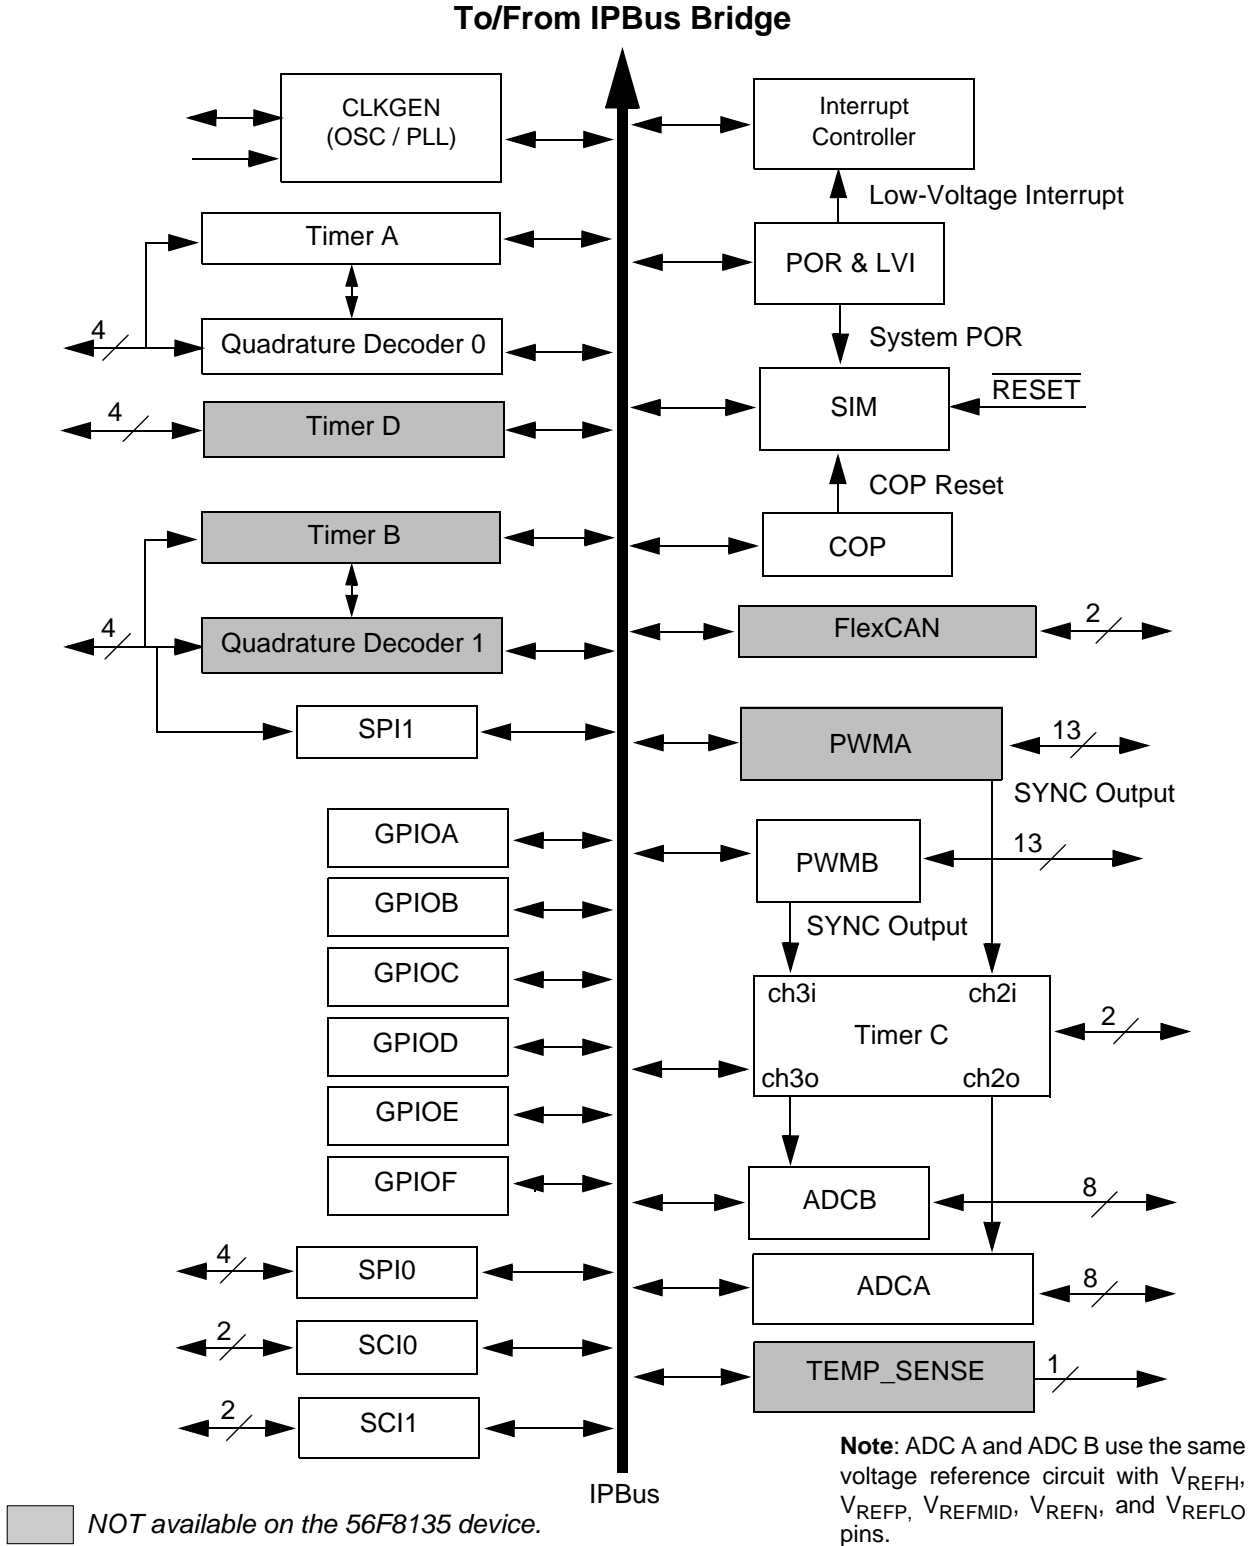 To/From IPBus Bridge
CLKGEN
(OSC / PLL)
Interrupt
Controller
Low-Voltage Interrupt
Timer A
POR & LVI
4
Quadrature Decoder 0
System POR
RESET
SIM
4
Timer D
COP Reset
Timer B
COP
4
Quadrature Decoder 1
FlexCAN
2
SPI1
PWMA
13
SYNC Output
GPIOA
PWMB
13
GPIOB
SYNC Output
GPIOC
ch3i
ch2i
GPIOD
Timer C
2
ch3o
ch2o
GPIOE
GPIOF
ADCB
8
4
SPI0
ADCA
8
2
SCI0
TEMP_SENSE
1
2
SCI1
IPBus
Note: ADC A and ADC B use the same
voltage reference circuit with VREFH,
VREFP, VREFMID, VREFN, and VREFLO
pins.
NOT available on the 56F8135 device.